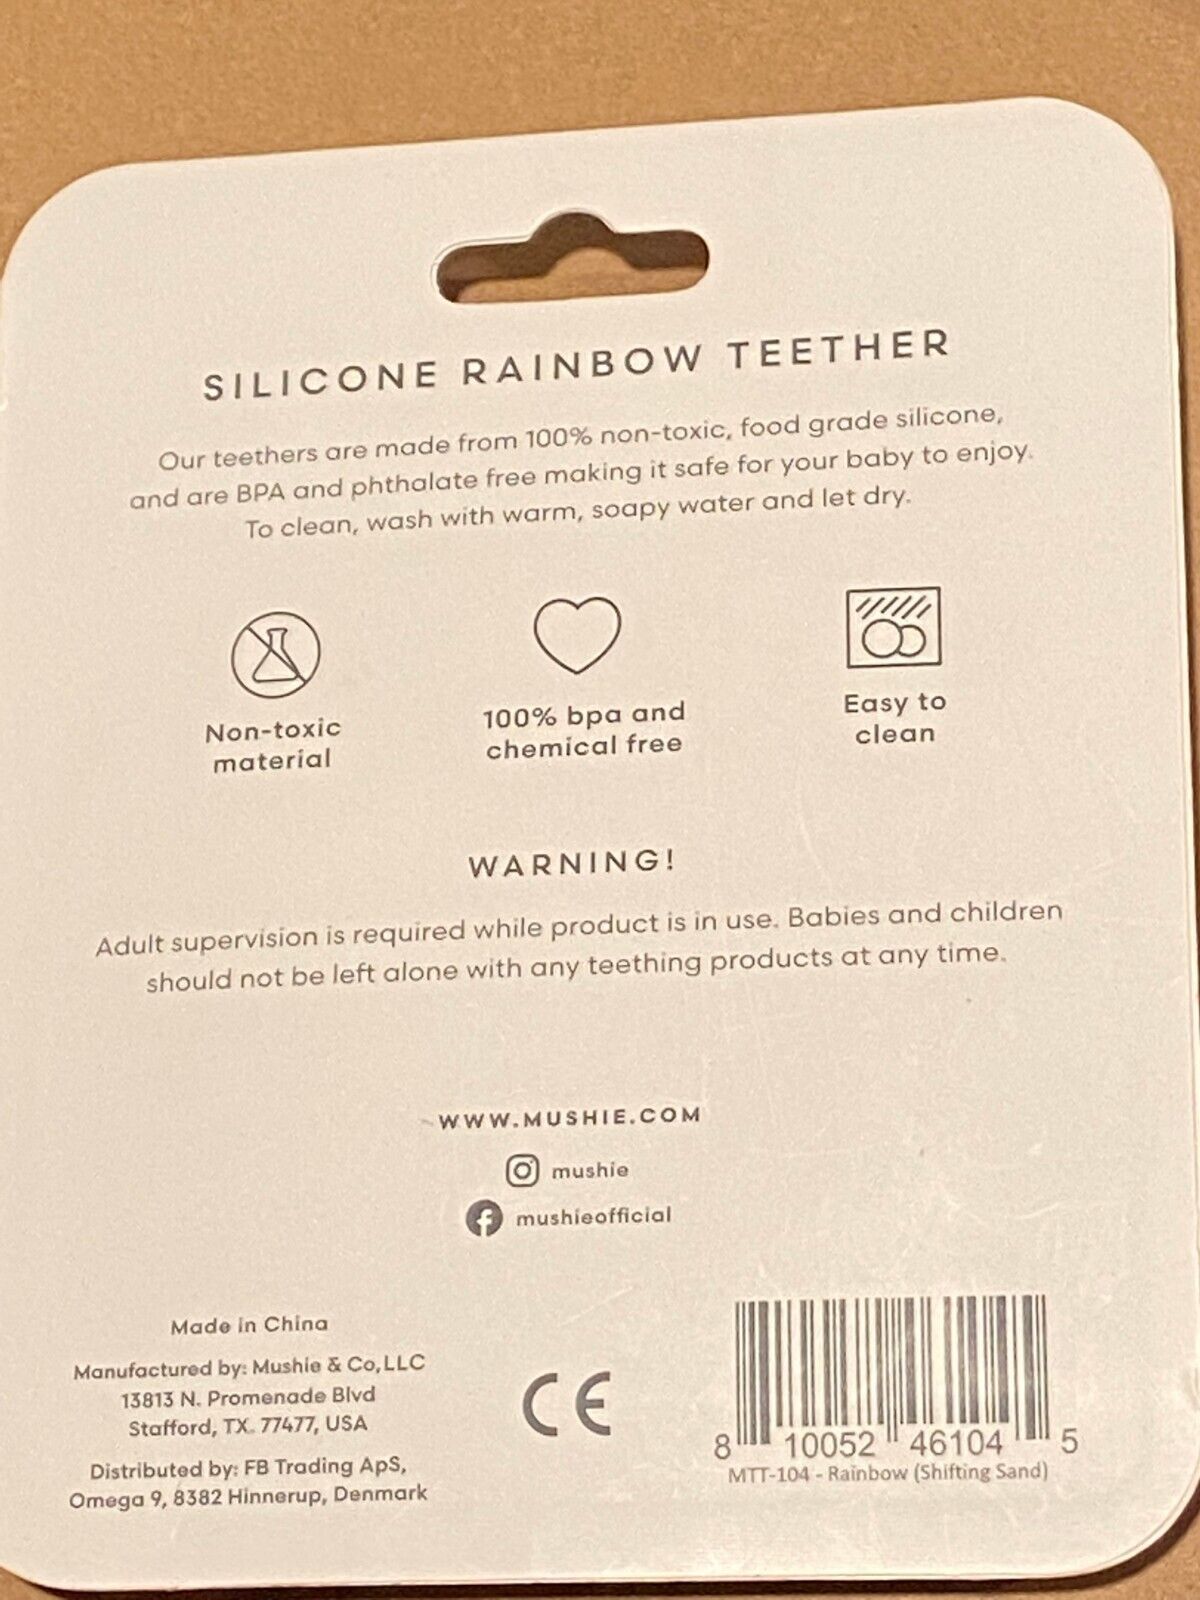 SILICONE RAINBOW TEETHER
Our teethers are made from 100% non-toxic, food grade silicone,
and are BPA and phthalate free making it safe for your baby to enjoy.
To clean, wash with warm, soapy water and let dry.
Non-toxic
material
100% bpa and
chemical free
Easy to
clean
WARNING!
Adult supervision is required while product is in use. Babies and children
should not be left alone with any teething products at any time.
WWW.MUSHIE.COM
mushie
mushieofficial
Made in China
Manufactured by: Mushie & Co,LLC
13813 N. Promenade Blvd
Stafford, TX. 77477, USA
Distributed by: FB Trading ApS,
Omega 9, 8382 Hinnerup, Denmark
CE
8 10052 46104 5
MTT-104 - Rainbow (Shifting Sand)